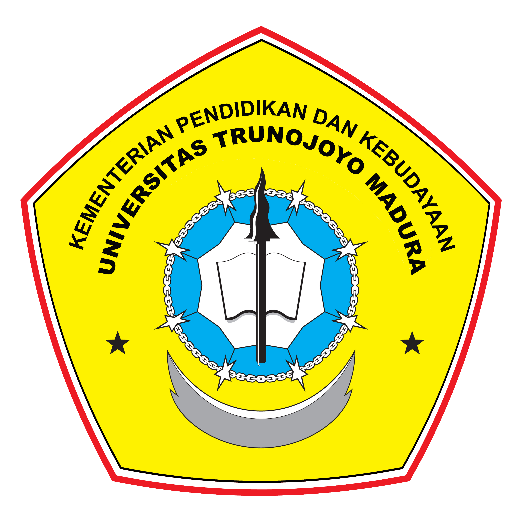 KEMENTERIAN PENDIDIKAN DAN KEBUDAYAAN
UNIVERSITAS TRUNOJOYO MADURA